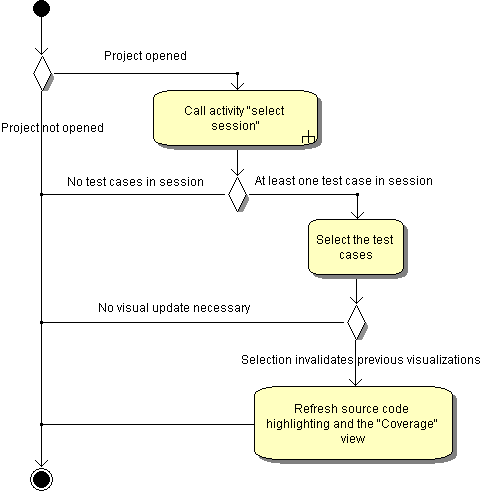 Project opened
Call activity "select
session"
Project not opened
No test cases in session
At least one test case in session
Select the test
cases
No visual update necessary
Selection invalidates previous visualizations
Refresh source code
highlighting and the "Coverage"
view